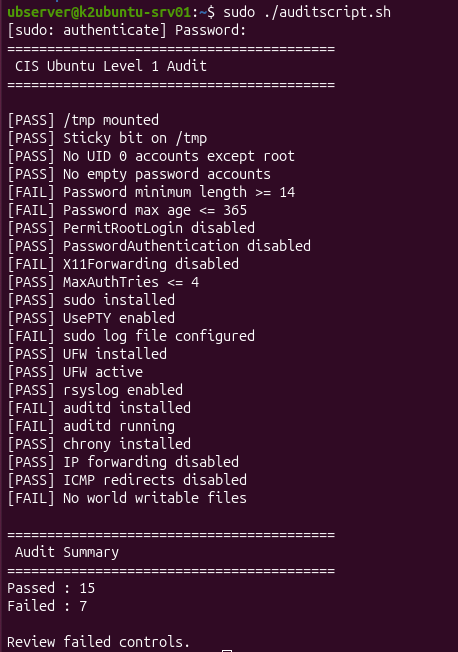 ubserver@k2ubuntu-srv01:~$ sudo ./auditscript.sh
[sudo: authenticate] Password:
=========================================
CIS Ubuntu Level 1 Audit
=========================================
[PASS] /tmp mounted
[PASS] Sticky bit on /tmp
[PASS] No UID 0 accounts except root
[PASS] No empty password accounts
[FAIL] Password minimum length >= 14
[FAIL] Password max age <= 365
[PASS] PermitRootLogin disabled
[PASS] PasswordAuthentication disabled
[FAIL] X11Forwarding disabled
[PASS] MaxAuthTries <= 4
[PASS] sudo installed
[PASS] UsePTY enabled
[FAIL] sudo log file configured
[PASS] UFW installed
[PASS] UFW active
[PASS] rsyslog enabled
[FAIL] auditd installed
[FAIL] auditd running
[PASS] chrony installed
[PASS] IP forwarding disabled
[PASS] ICMP redirects disabled
[FAIL] No world writable files
=========================================
Audit Summary
=========================================
Passed : 15
Failed : 7
Review failed controls.